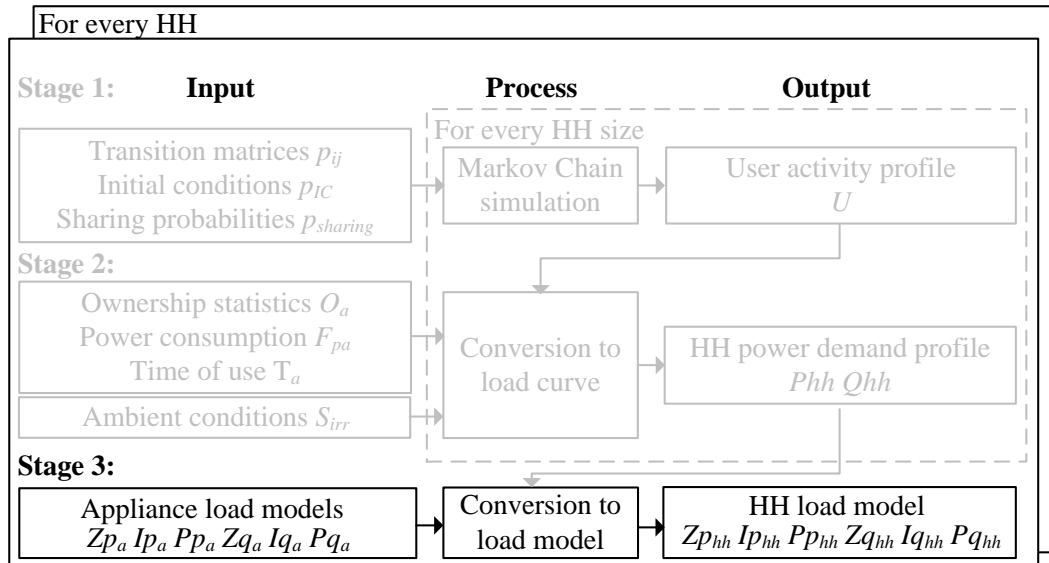 For every HH
Stage 1:
Input
Process
Output
For every HH size
Transition matrices p_ij
Initial conditions p_IC
Sharing probabilities p_sharing
Markov Chain
simulation
User activity profile
U
Stage 2:
Ownership statistics O_a
Power consumption F_pa
Time of use T_a
Ambient conditions S_irr
Conversion to
load curve
HH power demand profile
Phh Qhh
Stage 3:
Appliance load models
Zp_a Ip_a Pp_a Zq_a Iq_a Pq_a
Conversion to
load model
HH load model
Zp_hh Ip_hh Pp_hh Zq_hh Iq_hh Pq_hh